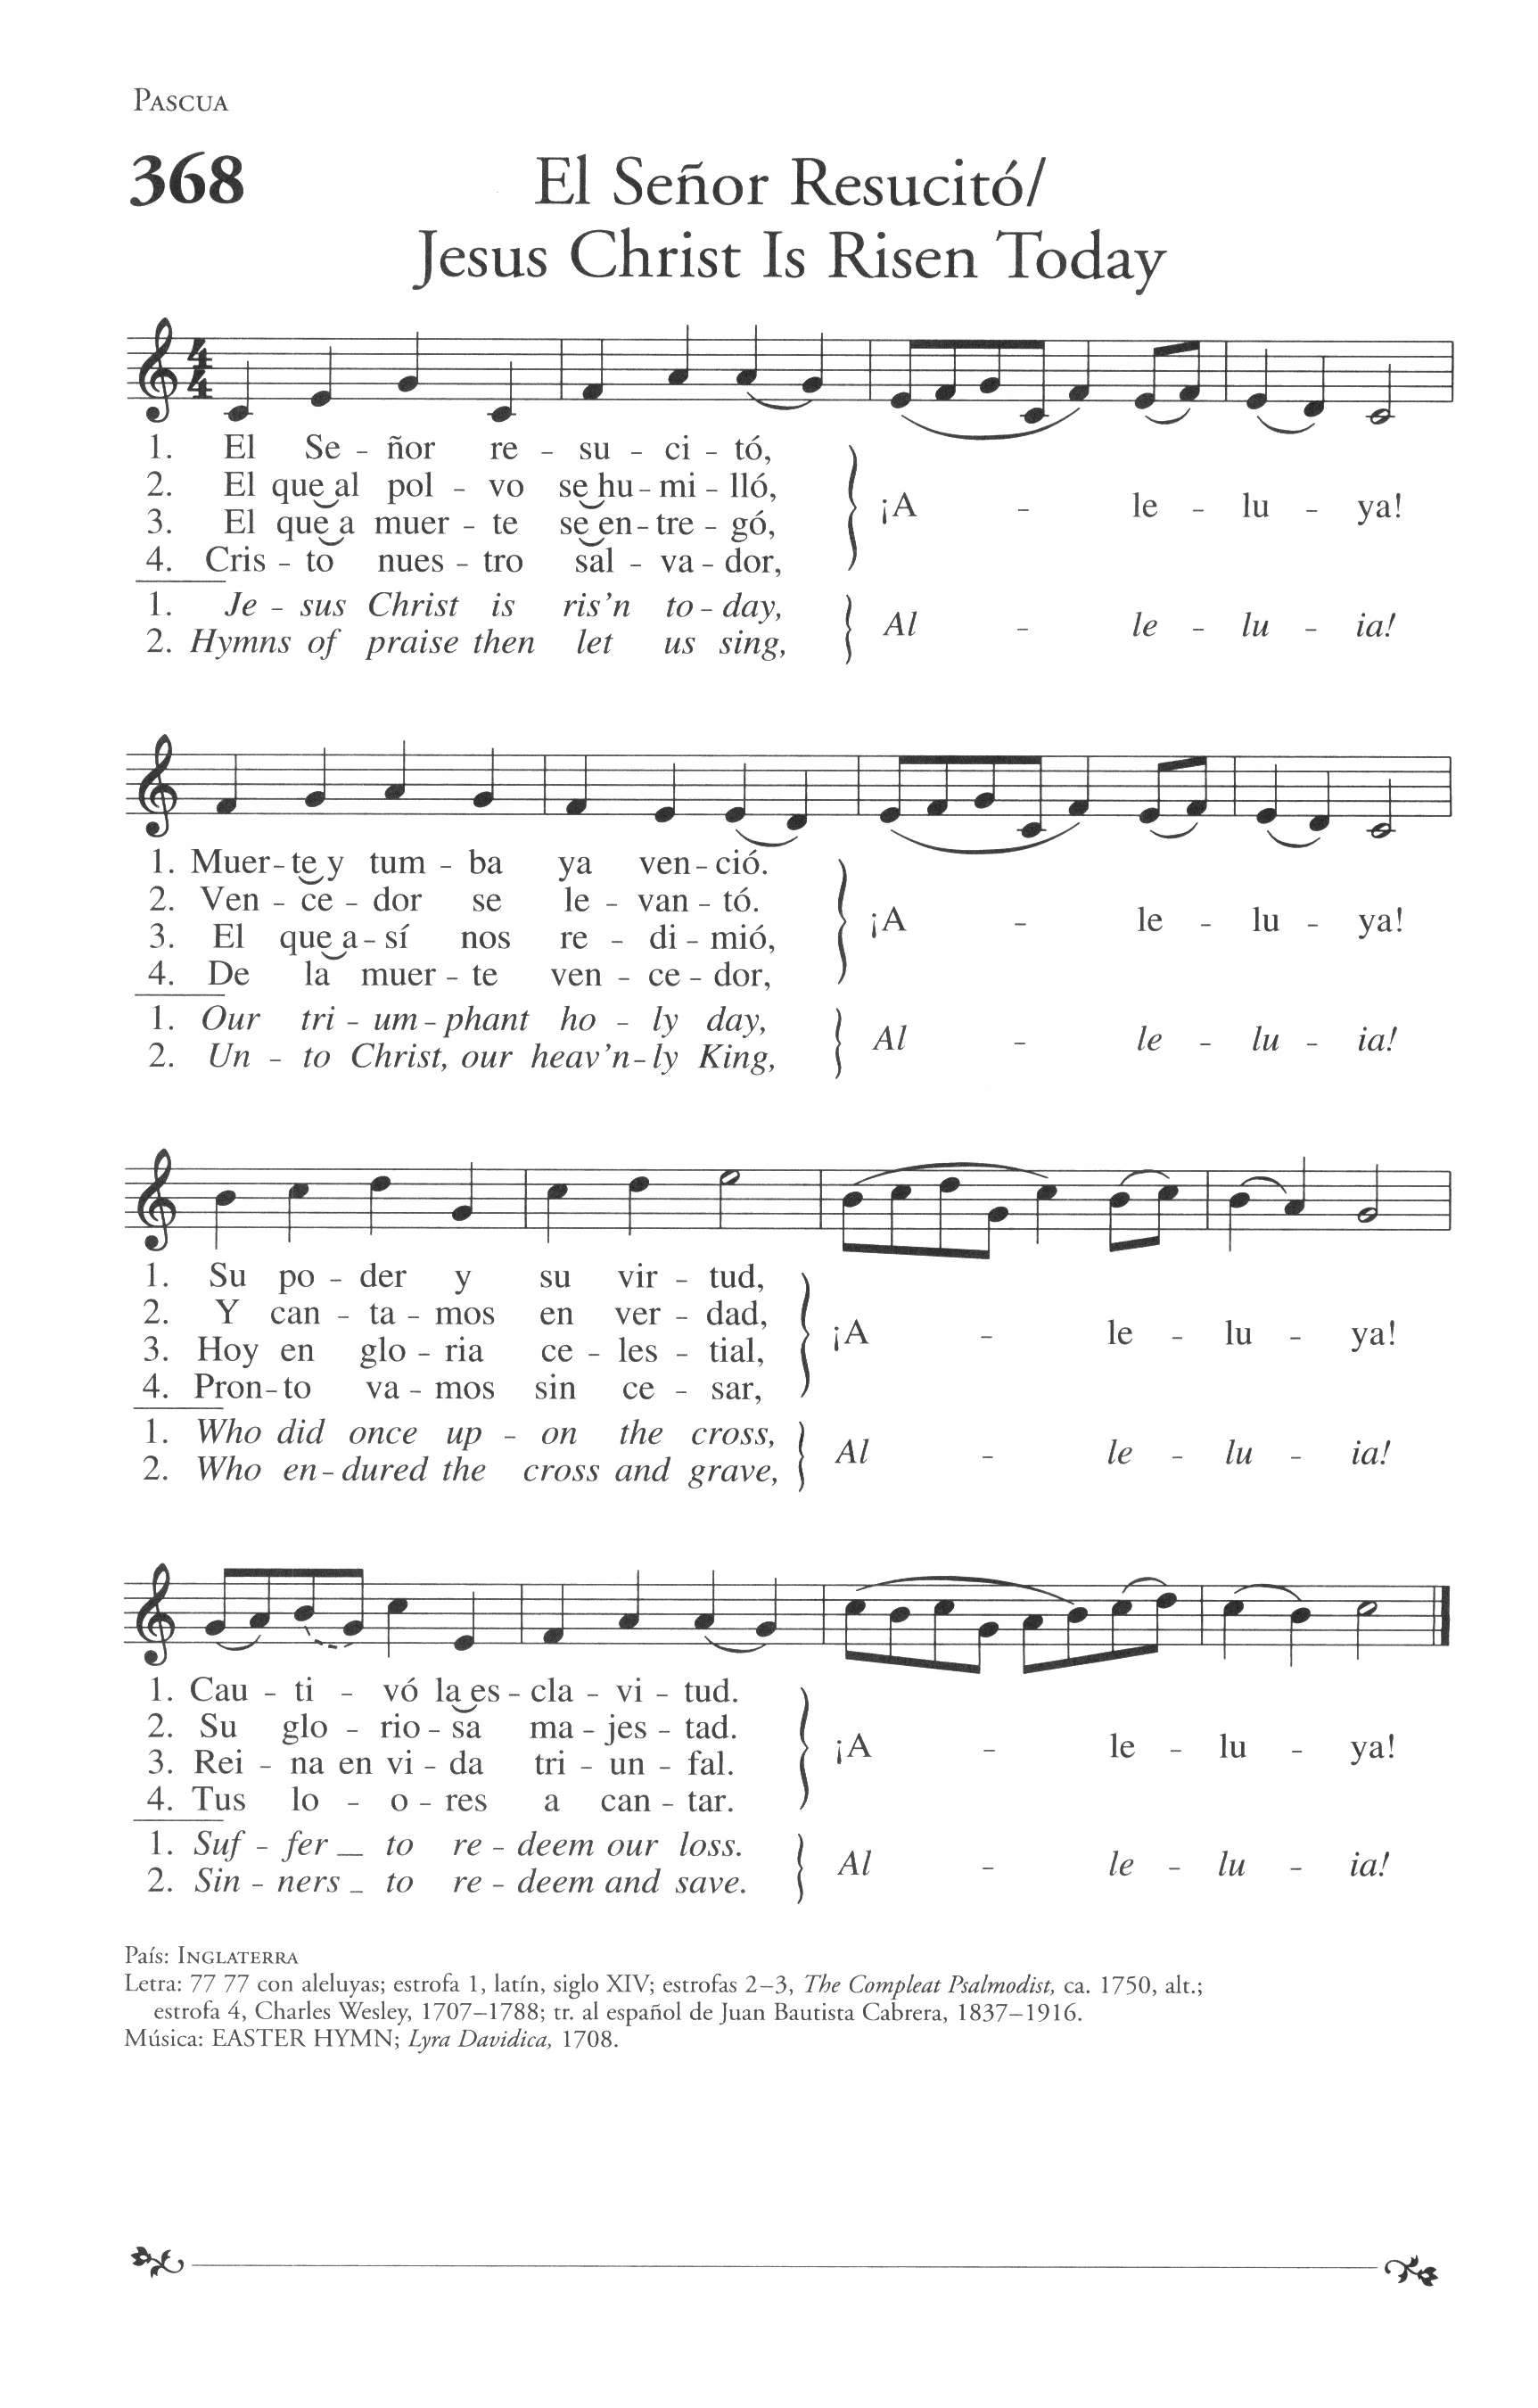 PASCUA
368
El Señor Resucitó/
Jesus Christ Is Risen Today
1. El Se - ñor re - su - ci - tó,
2. El que al pol - vo se hu - mi - lló,
3. El que a muer - te se en - tre - gó,
4. Cris - to nues - tro sal - va - dor,
¡A - le - lu - ya!
1. Je - sus Christ is ris’n to - day,
2. Hymns of praise then let us sing,
Al - le - lu - ia!
1. Muer - te y tum - ba ya ven - ció.
2. Ven - ce - dor se le - van - tó.
3. El que a - sí nos re - di - mió,
4. De la muer - te ven - ce - dor,
¡A - le - lu - ya!
1. Our tri - um - phant ho - ly day,
2. Un - to Christ, our heav’n - ly King,
Al - le - lu - ia!
1. Su po - der y su vir - tud,
2. Y can - ta - mos en ver - dad,
3. Hoy en glo - ria ce - les - tial,
4. Pron - to va - mos sin ce - sar,
¡A - le - lu - ya!
1. Who did once up - on the cross,
2. Who en - dured the cross and grave,
Al - le - lu - ia!
1. Cau - ti - vó la es - cla - vi - tud.
2. Su glo - rio - sa ma - jes - tad.
3. Rei - na en vi - da tri - un - fal.
4. Tus lo - o - res a can - tar.
¡A - le - lu - ya!
1. Suf - fer to re - deem our loss.
2. Sin - ners to re - deem and save.
Al - le - lu - ia!
País: INGLATERRA
Letra: 77 77 con aleluyas; estrofa 1, latín, siglo XIV; estrofas 2–3, The Compleat Psalmodist, ca. 1750, alt.;
estrofa 4, Charles Wesley, 1707–1788; tr. al español de Juan Bautista Cabrera, 1837–1916.
Música: EASTER HYMN; Lyra Davidica, 1708.